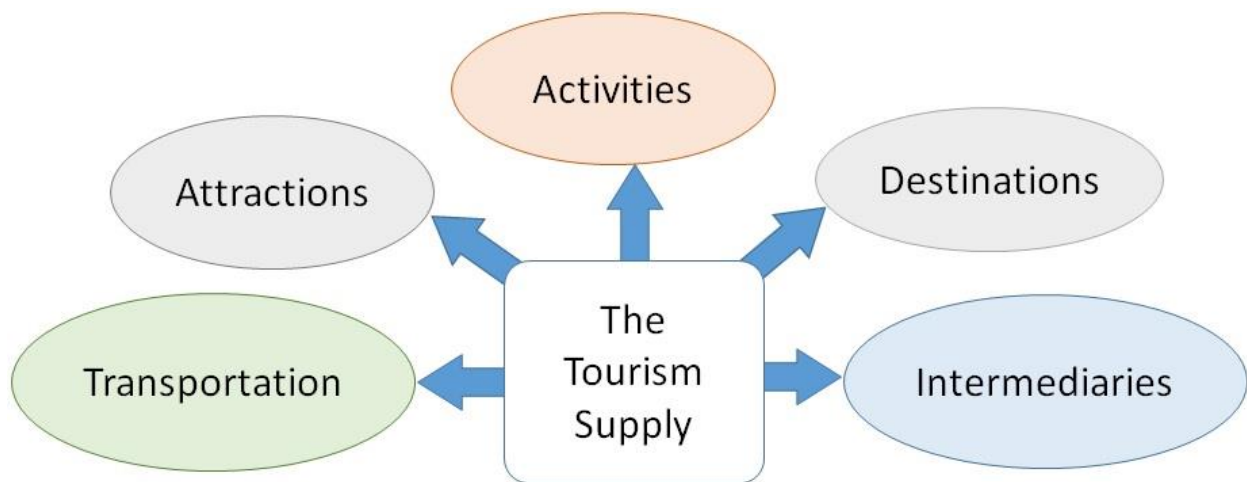 Activities
Attractions
Destinations
The
Tourism
Supply
Transportation
Intermediaries